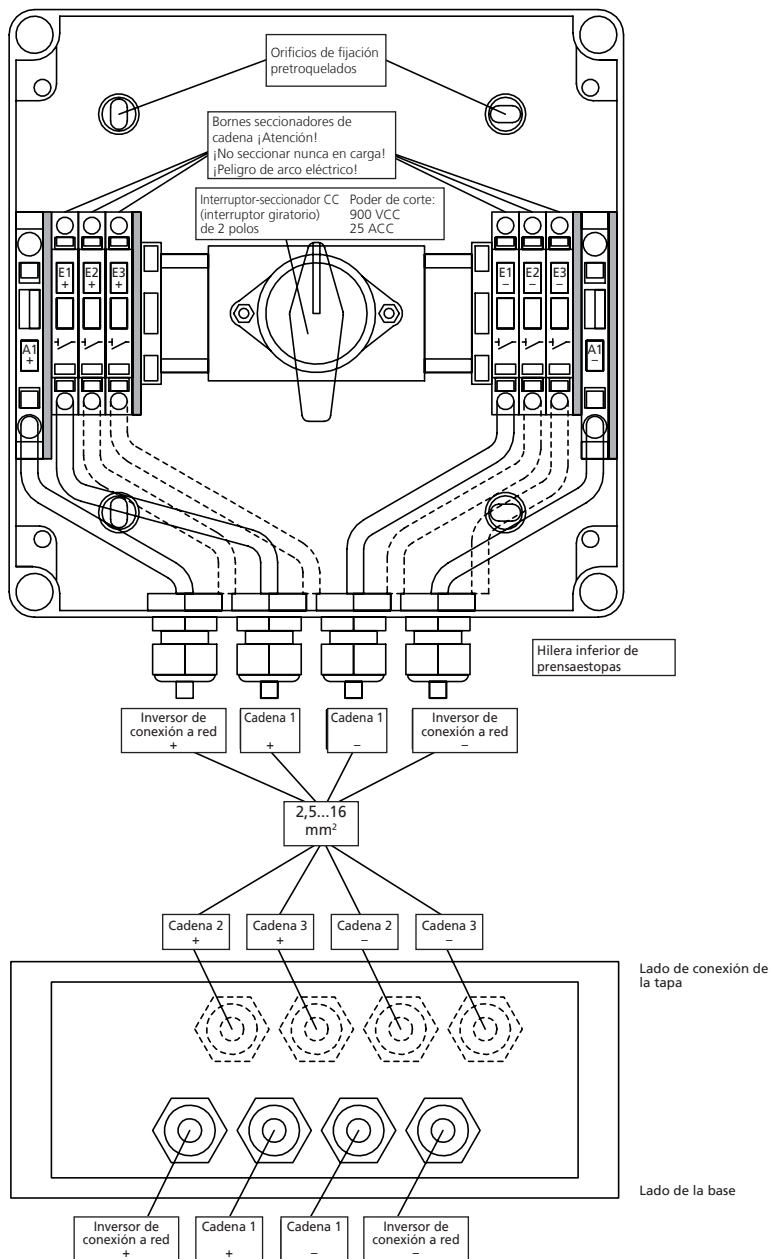 Orificios de fijación
pretroquelados
Bornes seccionadores de
cadena ¡Atención!
¡No seccionar nunca en carga!
¡Peligro de arco eléctrico!
Interruptor-seccionador CC
(interruptor giratorio)
de 2 polos
Poder de corte:
900 VCC
25 ACC
E1
+
E2
+
E3
+
E1
–
E2
–
E3
–
A1
+
A1
–
Hilera inferior de
prensaestopas
Inversor de
conexión a red
+
Cadena 1
+
Cadena 1
–
Inversor de
conexión a red
–
2,5...16
mm²
Cadena 2
+
Cadena 3
+
Cadena 2
–
Cadena 3
–
Lado de conexión de
la tapa
Lado de la base
Inversor de
conexión a red
+
Cadena 1
+
Cadena 1
–
Inversor de
conexión a red
–